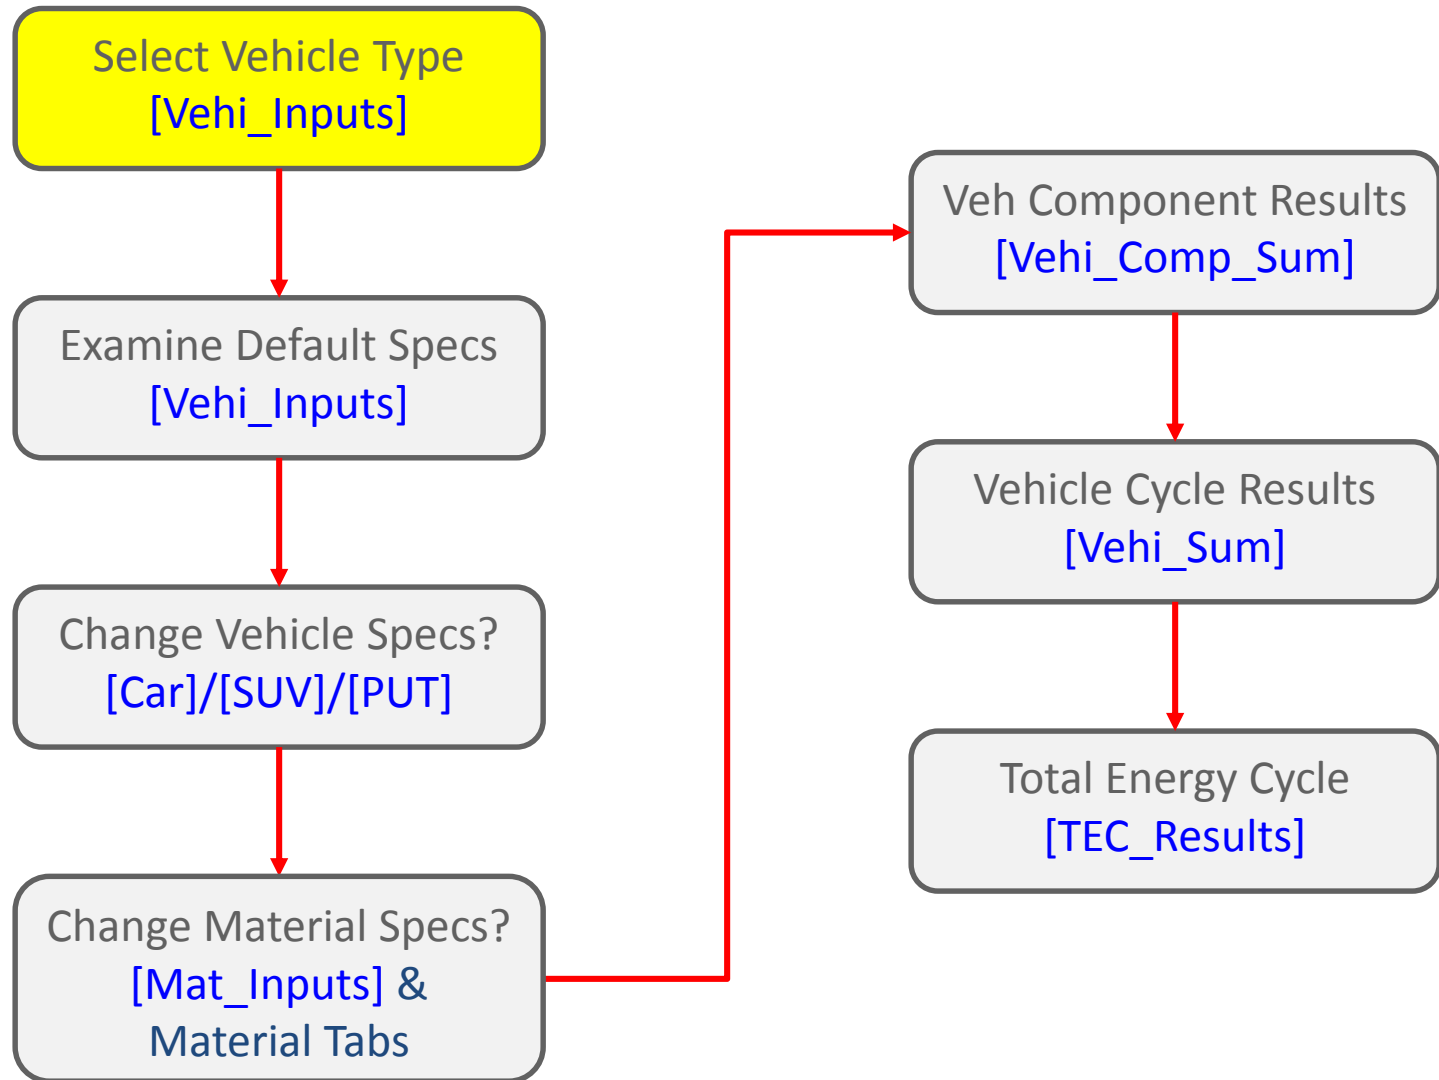 Select Vehicle Type
[Vehi_Inputs]
Examine Default Specs
[Vehi_Inputs]
Change Vehicle Specs?
[Car]/[SUV]/[PUT]
Change Material Specs?
[Mat_Inputs] &
Material Tabs
Veh Component Results
[Vehi_Comp_Sum]
Vehicle Cycle Results
[Vehi_Sum]
Total Energy Cycle
[TEC_Results]